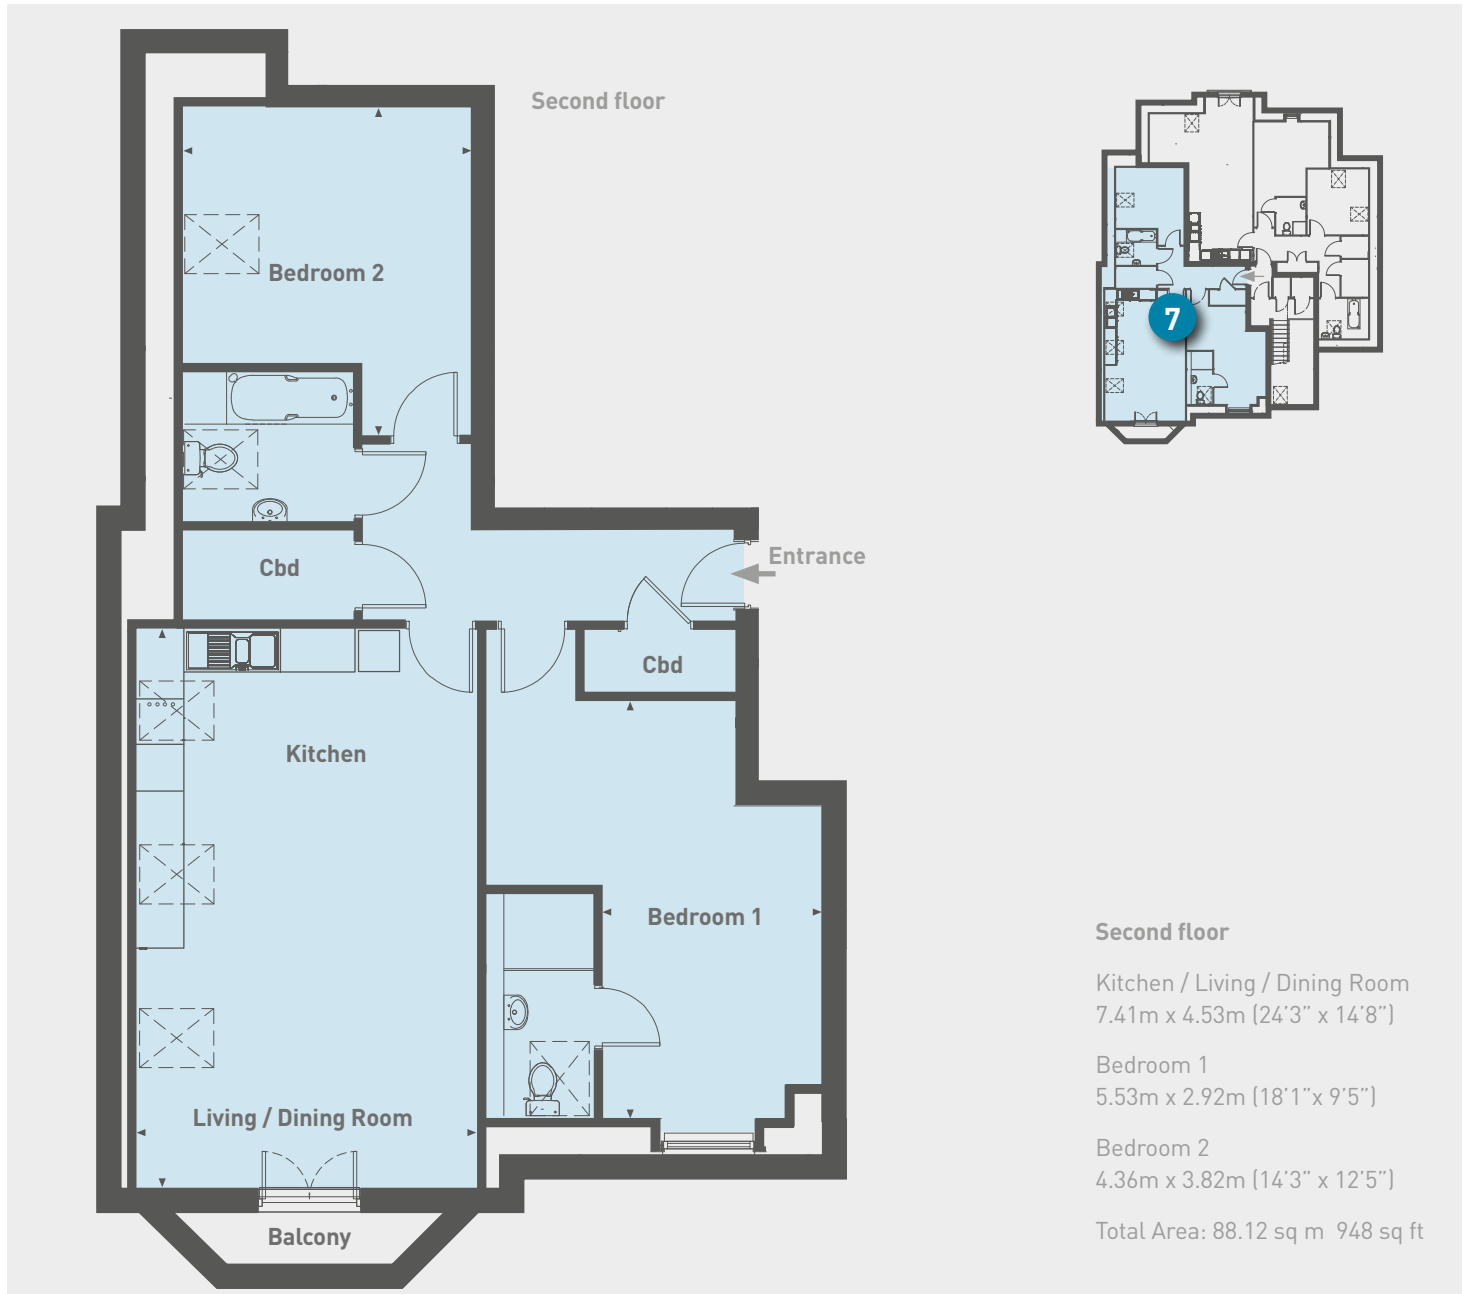 Second floor
Bedroom 2
Entrance
Cbd
Cbd
Kitchen
Bedroom 1
Living / Dining Room
Balcony
7
Second floor
Kitchen / Living / Dining Room
7.41m x 4.53m (24’3” x 14’8”)
Bedroom 1
5.53m x 2.92m (18’1”x 9’5”)
Bedroom 2
4.36m x 3.82m (14’3” x 12’5”)
Total Area: 88.12 sq m  948 sq ft